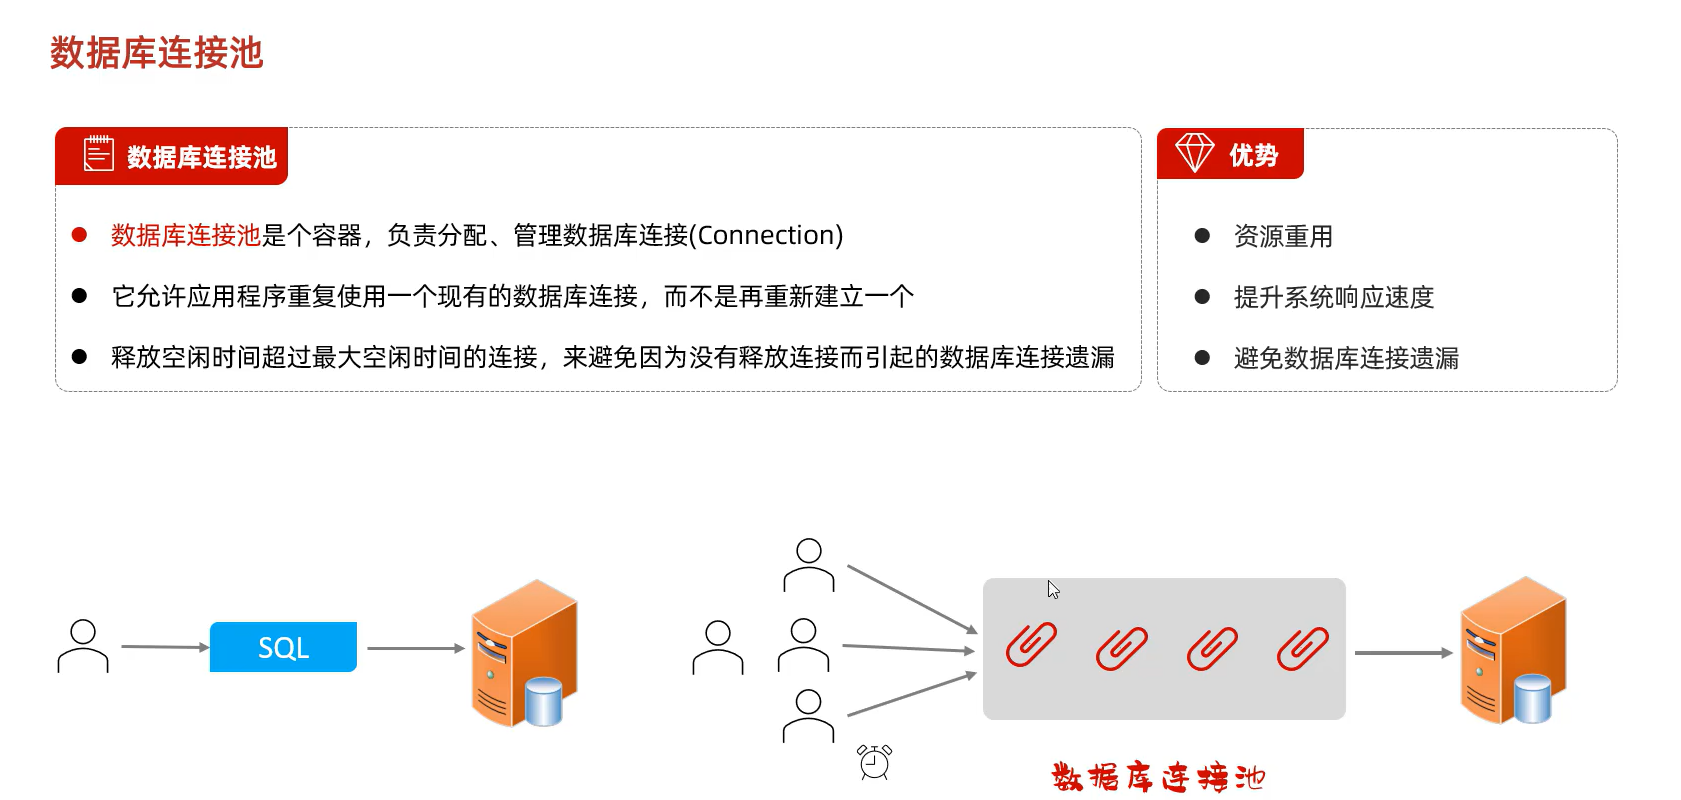 数据库连接池
数据库连接池
数据库连接池是个容器，负责分配、管理数据库连接(Connection)
它允许应用程序重复使用一个现有的数据库连接，而不是再重新建立一个
释放空闲时间超过最大空闲时间的连接，来避免因为没有释放连接而引起的数据库连接遗漏
优势
资源重用
提升系统响应速度
避免数据库连接遗漏
SQL
数据库连接池